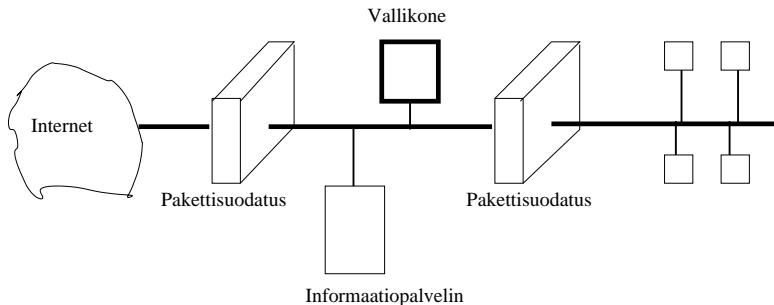 Vallikone
Internet
Pakettisuodatus
Pakettisuodatus
Informaatiopalvelin